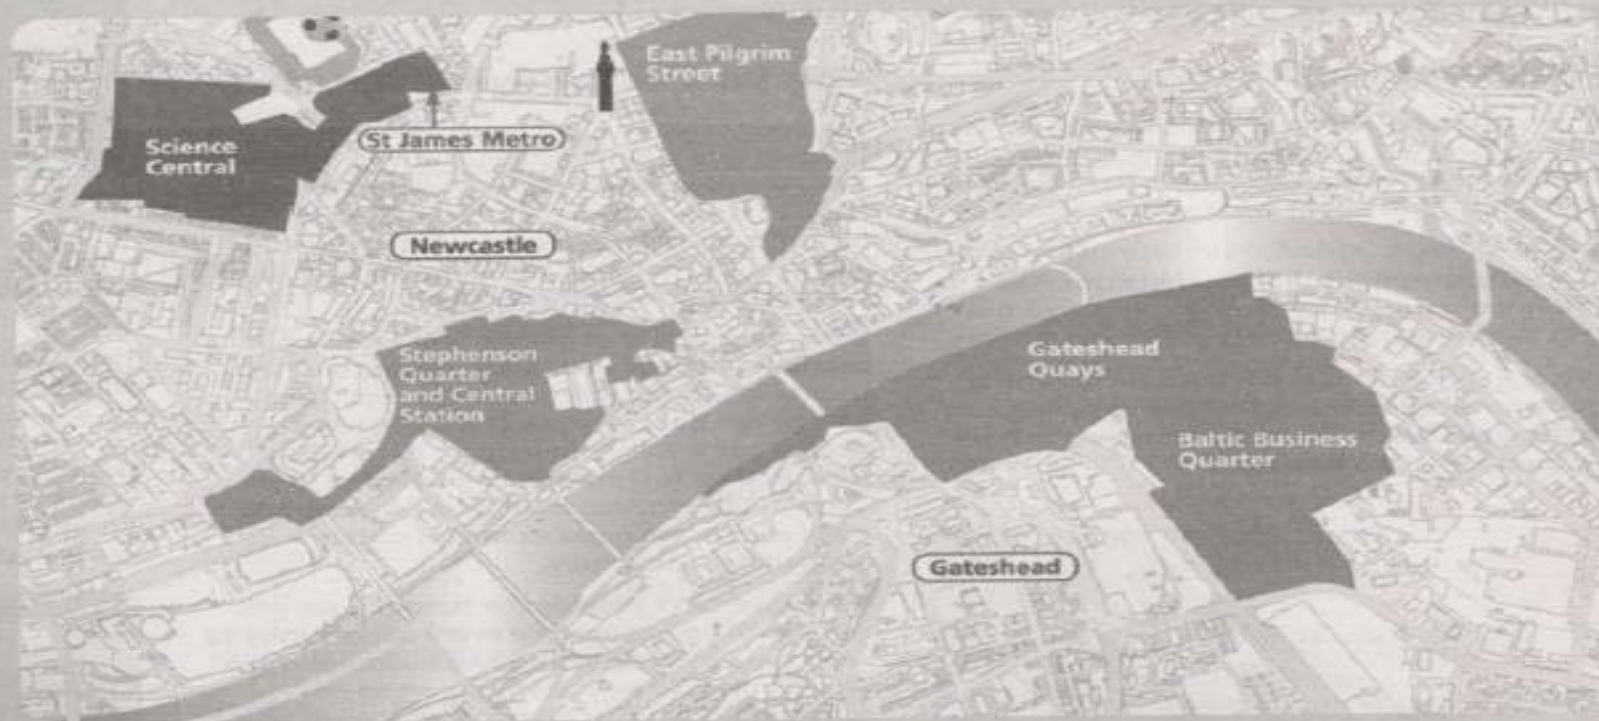 East Pilgrim
Street
St James Metro
Science
Central
Newcastle
Stephenson
Quarter
and Central
Station
Gateshead
Quays
Baltic Business
Quarter
Gateshead